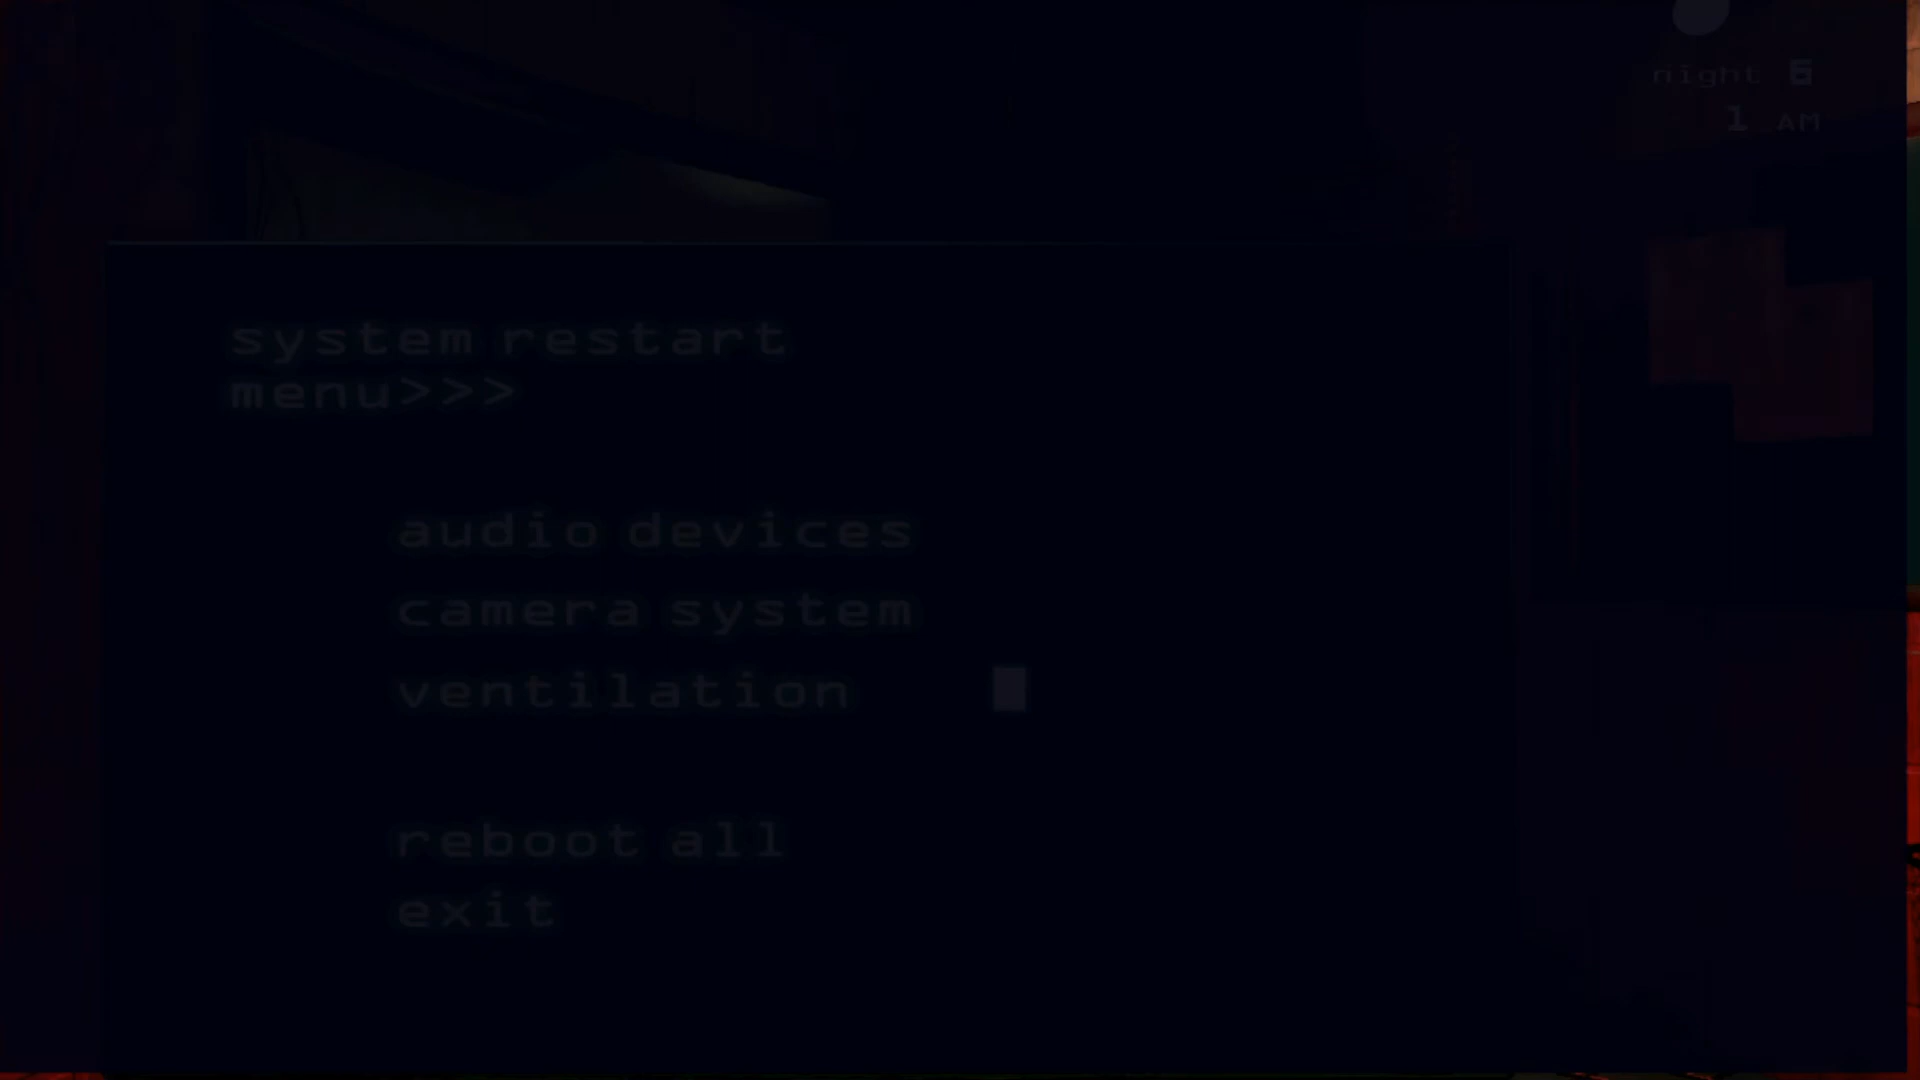 night 6
1 AM
system restart
menu>>>
audio devices
camera system
ventilation
reboot all
exit